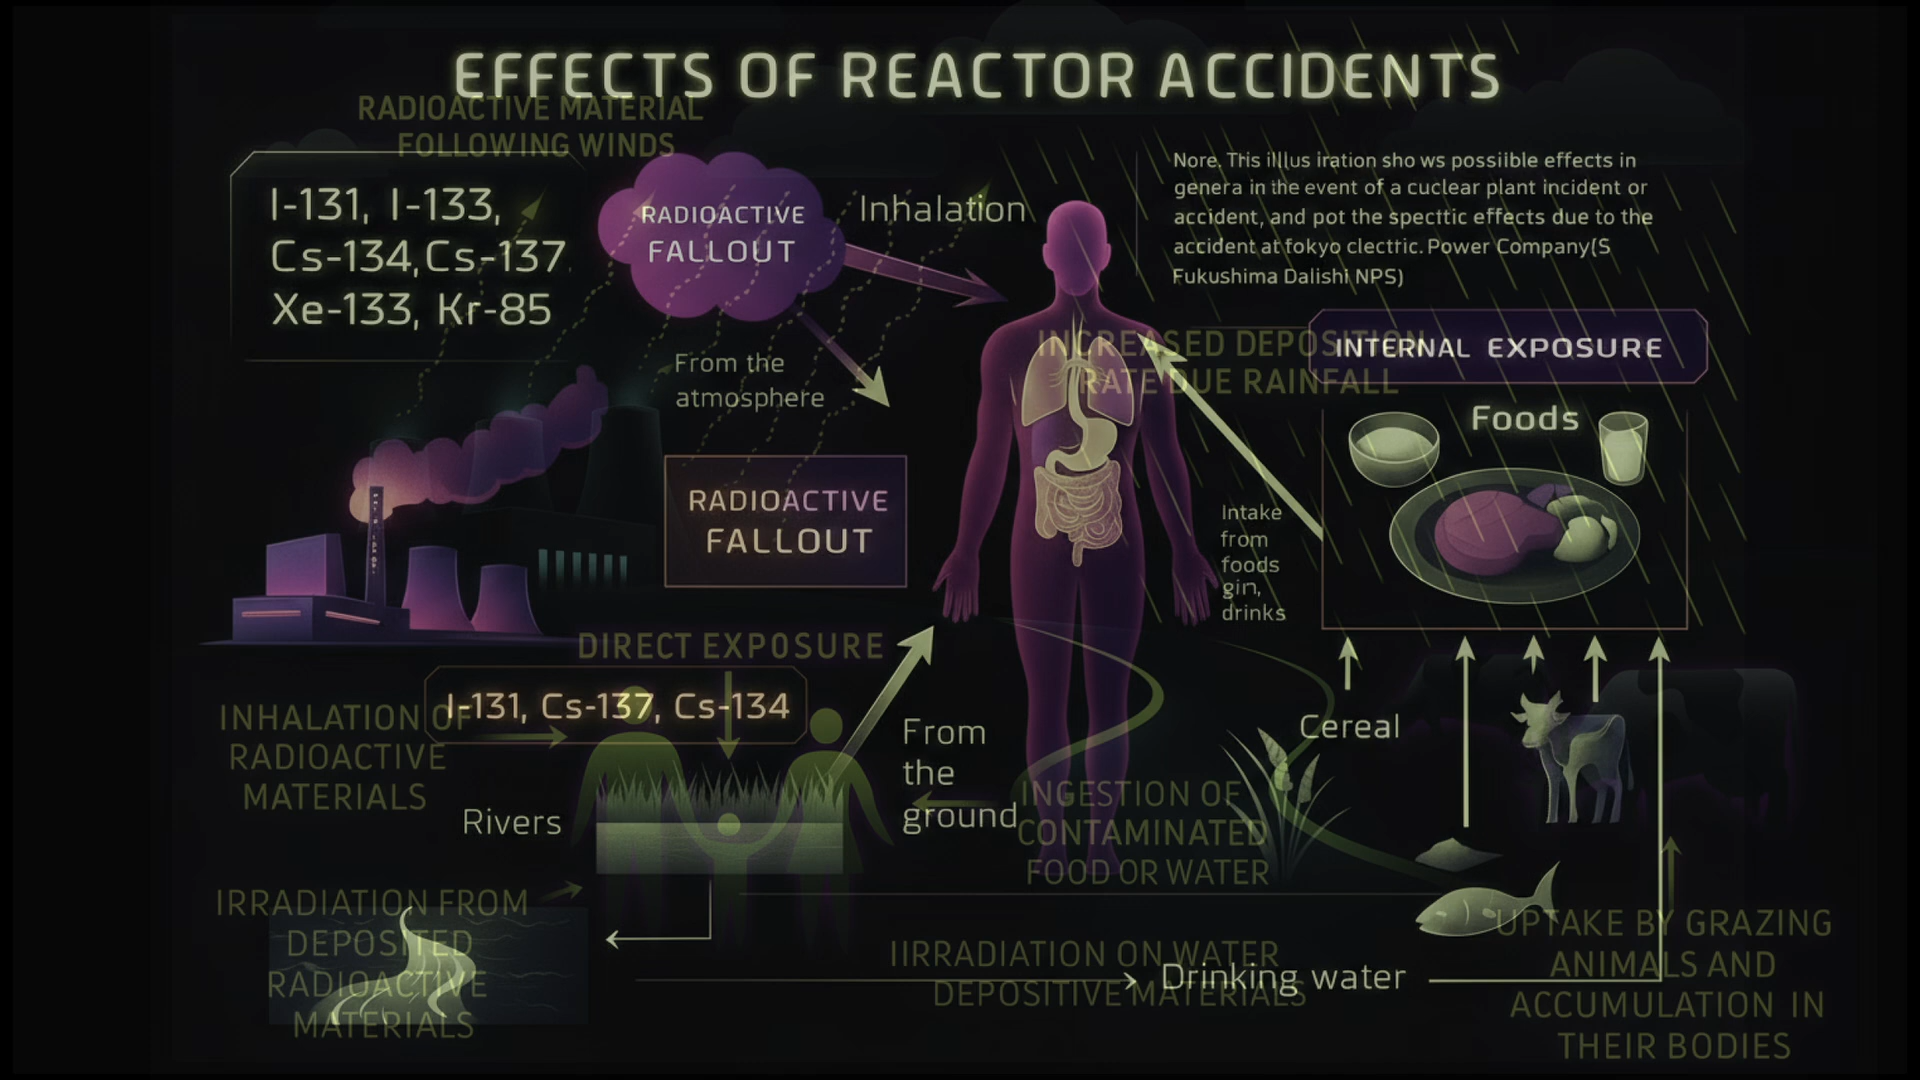 EFFECTS OF REACTOR ACCIDENTS
RADIOACTIVE MATERIAL
FOLLOWING WINDS
I-131, I-133,
Cs-134, Cs-137
Xe-133, Kr-85
RADIOACTIVE
FALLOUT
Inhalation
Nore. This illlus iration sho ws possiible effects in
genera in the event of a cuclear plant incident or
accident, and pot the specttic effects due to the
accident at fokyo clectric. Power Company(S
Fukushima Dalishi NPS)
From the
atmosphere
INCREASED DEPOSITION
RATE DUE RAINFALL
INTERNAL EXPOSURE
Foods
RADIOACTIVE
FALLOUT
Intake
from
foods
gin,
drinks
DIRECT EXPOSURE
I-131, Cs-137, Cs-134
INHALATION OF
RADIOACTIVE
MATERIALS
Rivers
From
the
ground
Cereal
INGESTION OF
CONTAMINATED
FOOD OR WATER
IRRADIATION FROM
DEPOSITED
RADIOACTIVE
MATERIALS
IIRRADIATION ON WATER
DEPOSITIVE MATERIALS
Drinking water
UPTAKE BY GRAZING
ANIMALS AND
ACCUMULATION IN
THEIR BODIES